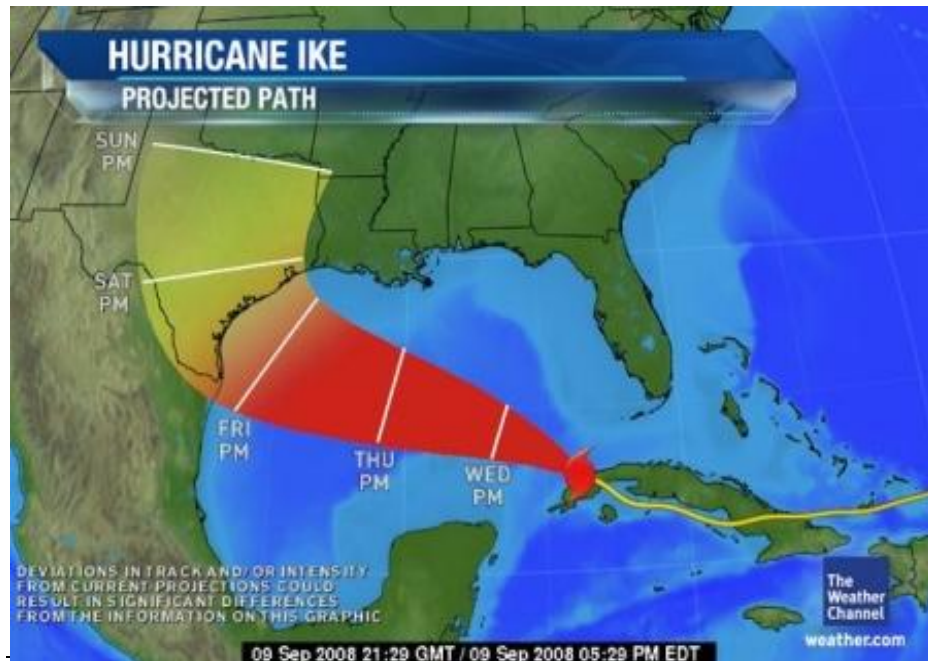 HURRICANE IKE
PROJECTED PATH
SUN
PM
SAT
PM
FRI
PM
THU
PM
WED
PM
DEVIATIONS IN TRACK AND/OR INTENSITY
FROM CURRENT PROJECTIONS COULD
RESULT IN SIGNIFICANT DIFFERENCES
FROM THE INFORMATION ON THIS GRAPHIC
The
Weather
Channel
weather.com
09 Sep 2008 21:29 GMT / 09 Sep 2008 05:29 PM EDT